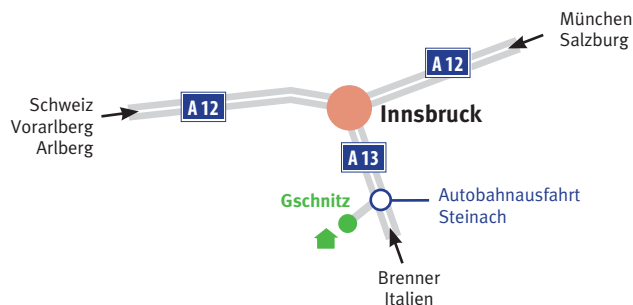 München
Salzburg
A 12
Schweiz
Vorarlberg
Arlberg
A 12
Innsbruck
A 13
Gschnitz
Autobahnausfahrt
Steinach
Brenner
Italien